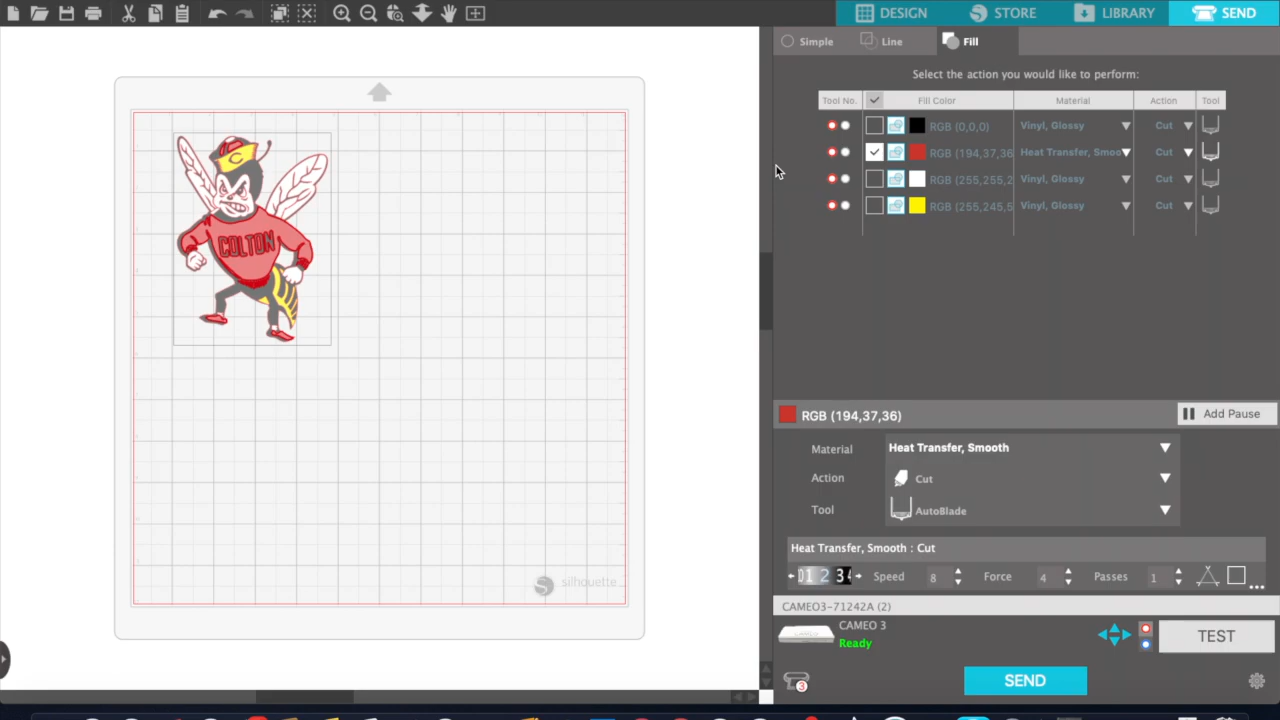 DESIGN STORE LIBRARY SEND
Simple Line Fill
Select the action you would like to perform:
Tool No. Fill Color Material Action Tool
RGB (0,0,0) Vinyl, Glossy Cut
RGB (194,37,36 Heat Transfer, Smoo Cut
RGB (255,255,2 Vinyl, Glossy Cut
RGB (255,245,5 Vinyl, Glossy Cut
C
COLTON
silhouette
RGB (194,37,36) Add Pause
Material Heat Transfer, Smooth
Action Cut
Tool AutoBlade
Heat Transfer, Smooth : Cut
1 2 3 Speed 8 Force 4 Passes 1
CAMEO3-71242A (2)
CAMEO 3
Ready
TEST
3
SEND